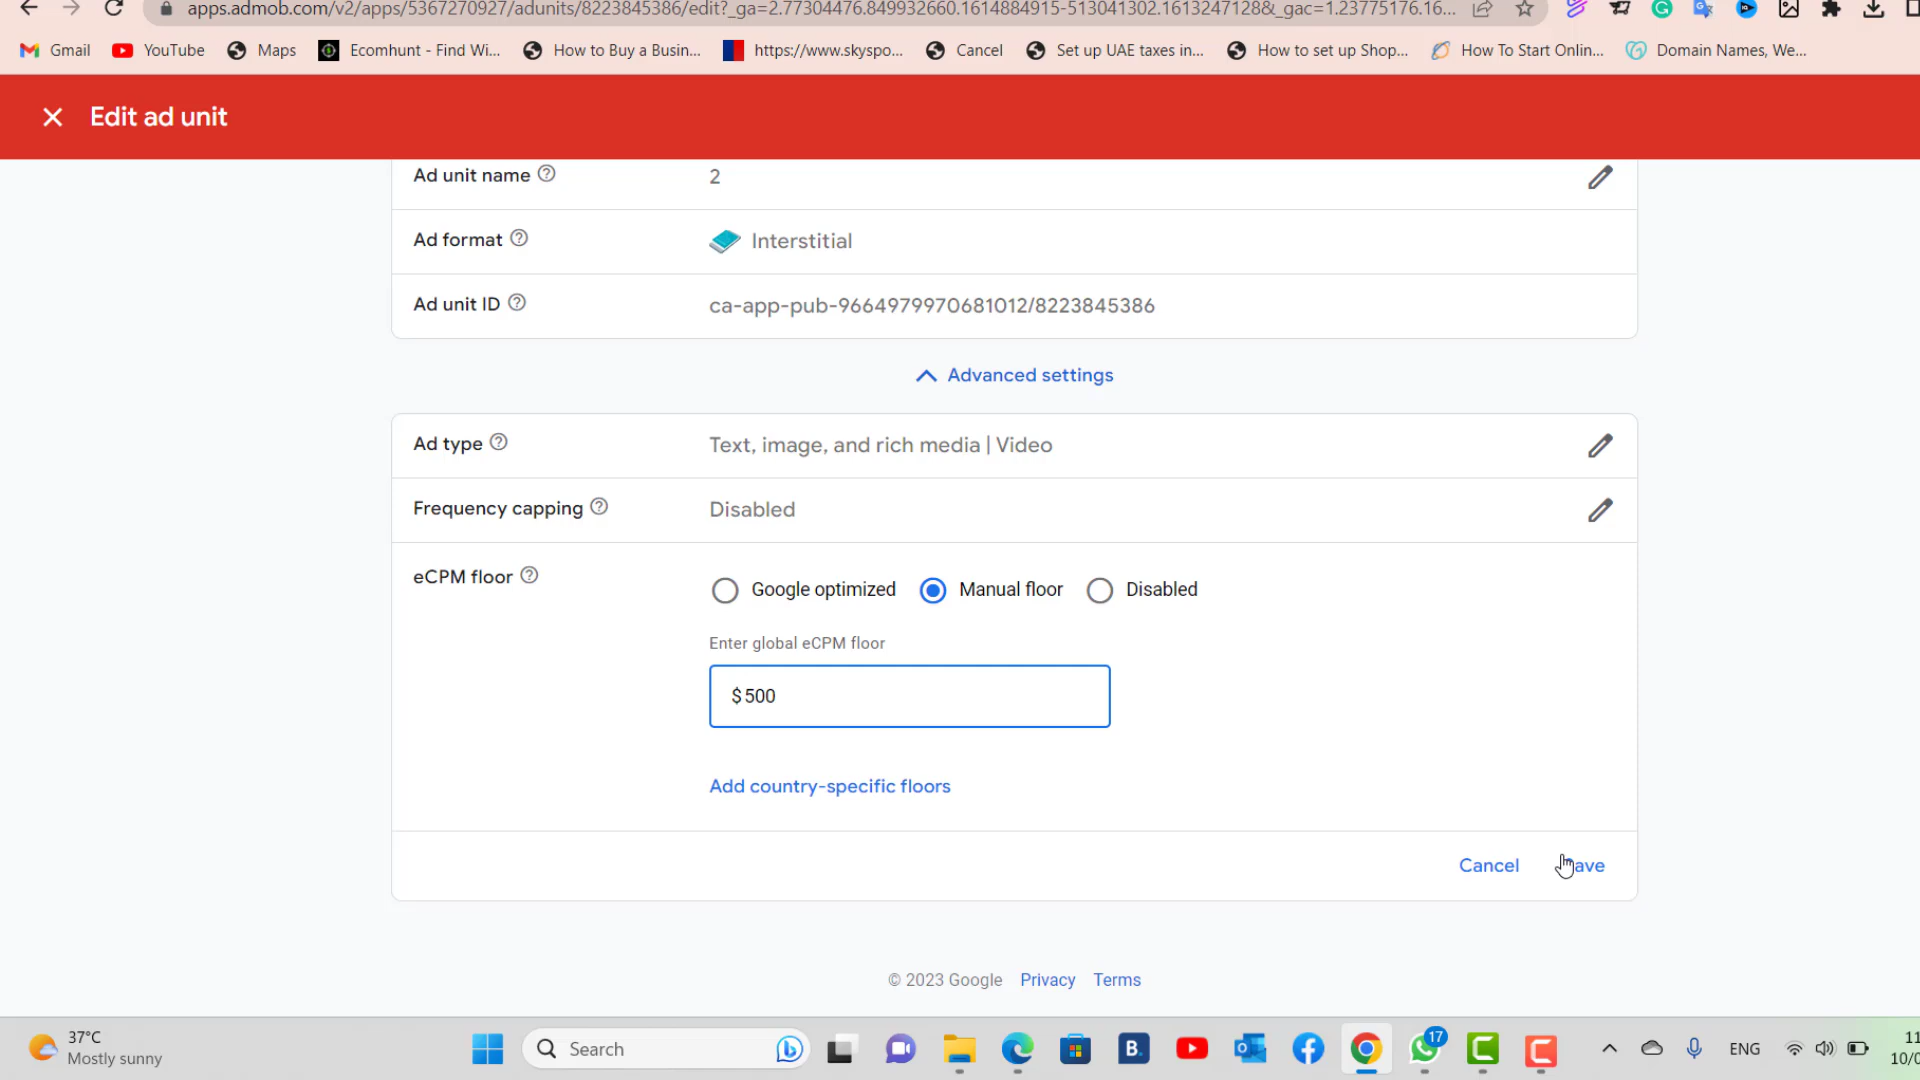 apps.admob.com/v2/apps/5367270927/adunits/8223845386/edit?_ga=2.77304476.849932660.1614884915-513041302.1613247128&_gac=1.23775176.16...
Gmail YouTube Maps Ecomhunt - Find Wi... How to Buy a Busin... https://www.skyspo... Cancel Set up UAE taxes in... How to set up Shop... How To Start Onlin... Domain Names, We...
Edit ad unit
Ad unit name 2
Ad format Interstitial
Ad unit ID ca-app-pub-9664979970681012/8223845386
Advanced settings
Ad type Text, image, and rich media | Video
Frequency capping Disabled
eCPM floor Google optimized Manual floor Disabled
Enter global eCPM floor
$500
Add country-specific floors
Cancel Save
© 2023 Google Privacy Terms
37°C
Mostly sunny
Search
B.
17
ENG
11
10/0